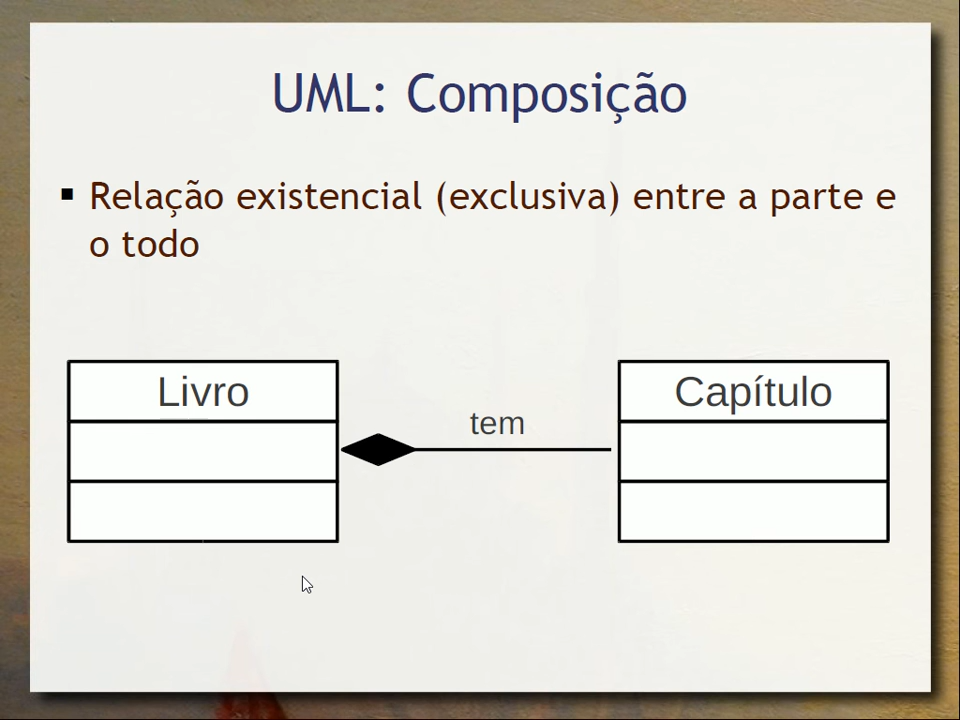 UML: Composição
Relação existencial (exclusiva) entre a parte e
o todo
Livro
tem
Capítulo